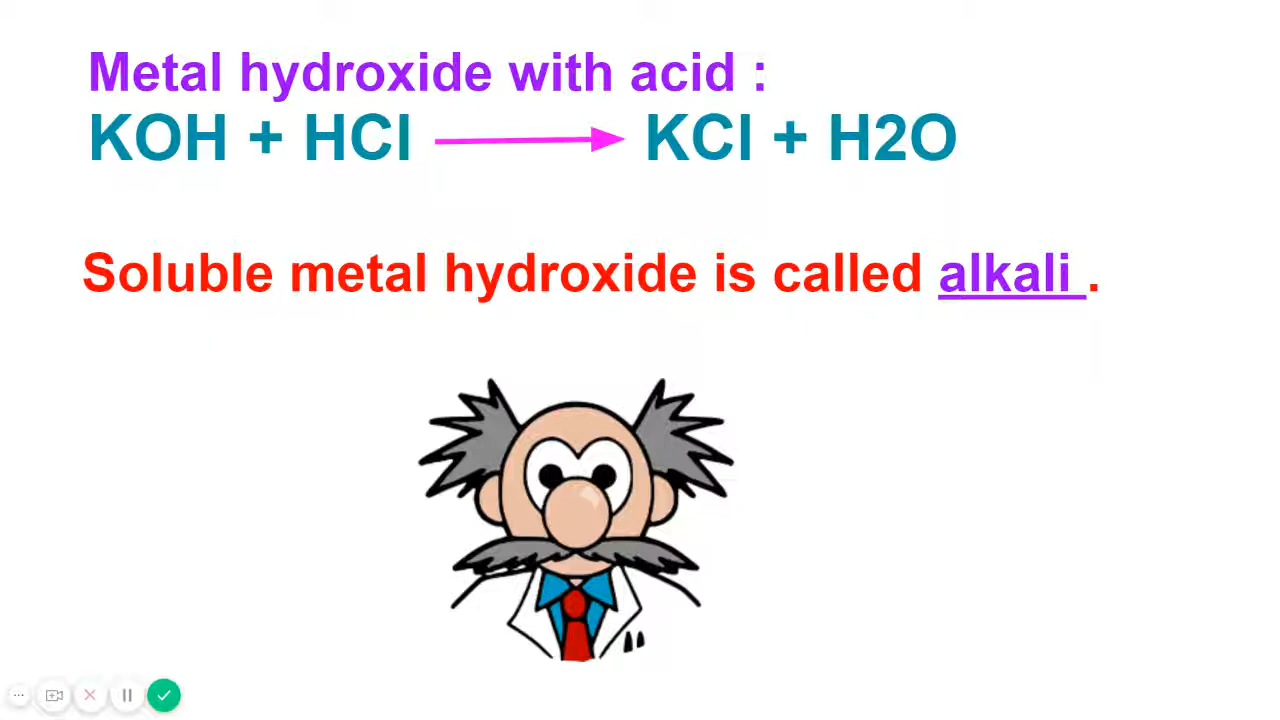 Metal hydroxide with acid :
KOH + HCl KCl + H2O
Soluble metal hydroxide is called alkali .